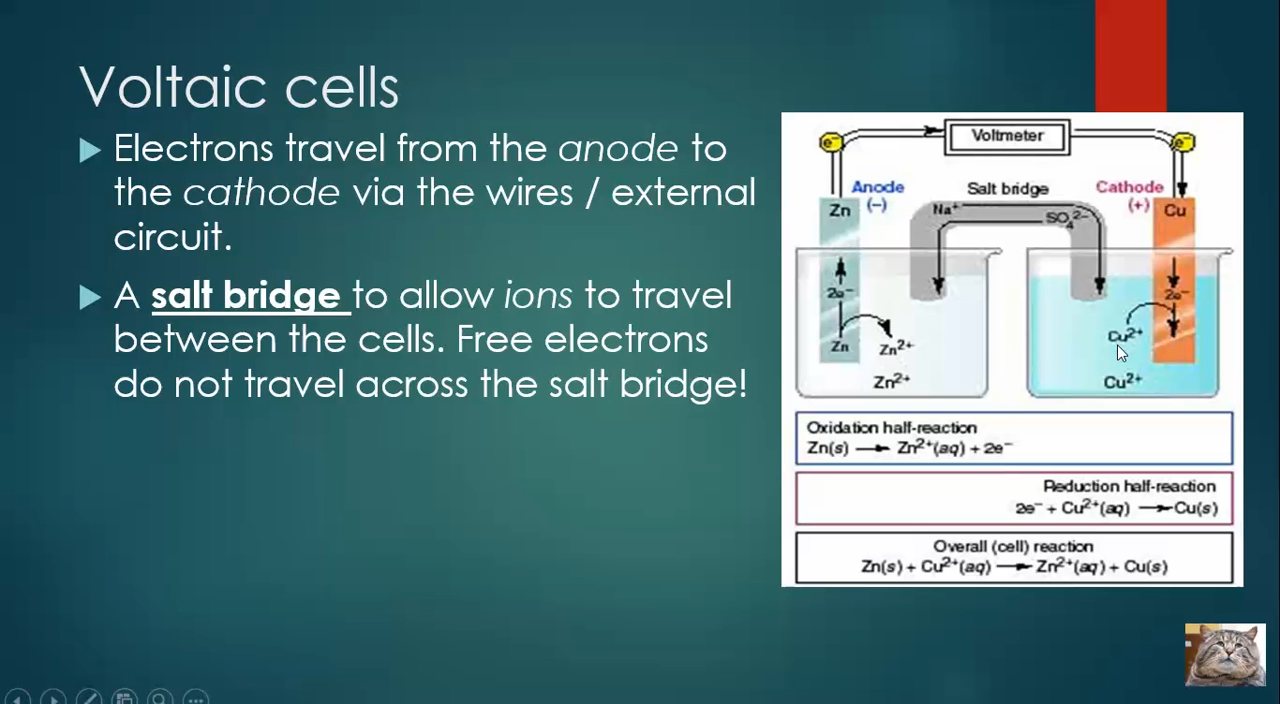 Voltaic cells
Electrons travel from the anode to
the cathode via the wires / external
circuit.
A salt bridge to allow ions to travel
between the cells. Free electrons
do not travel across the salt bridge!
e⁻ Voltmeter e⁻
Anode Salt bridge Cathode
Zn (−) Na⁺ SO₄²⁻ (+) Cu
2e⁻ 2e⁻
Cu²⁺
Zn Zn²⁺
Zn²⁺ Cu²⁺
Oxidation half-reaction
Zn(s) → Zn²⁺(aq) + 2e⁻
Reduction half-reaction
2e⁻ + Cu²⁺(aq) → Cu(s)
Overall (cell) reaction
Zn(s) + Cu²⁺(aq) → Zn²⁺(aq) + Cu(s)